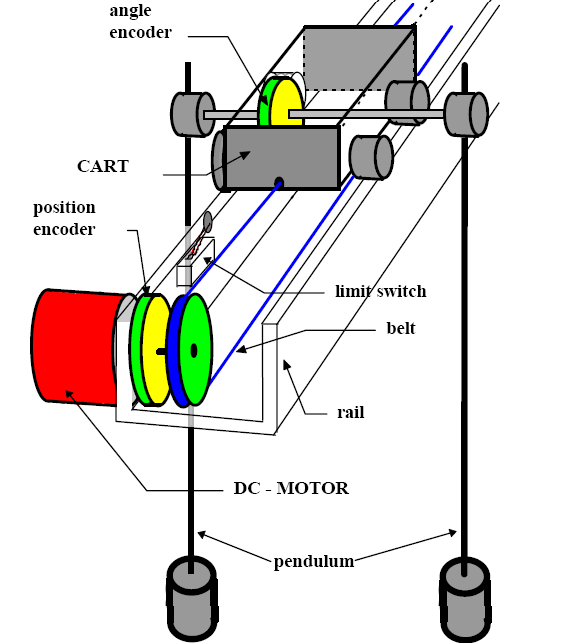 angle
encoder
CART
position
encoder
limit switch
belt
rail
DC - MOTOR
pendulum